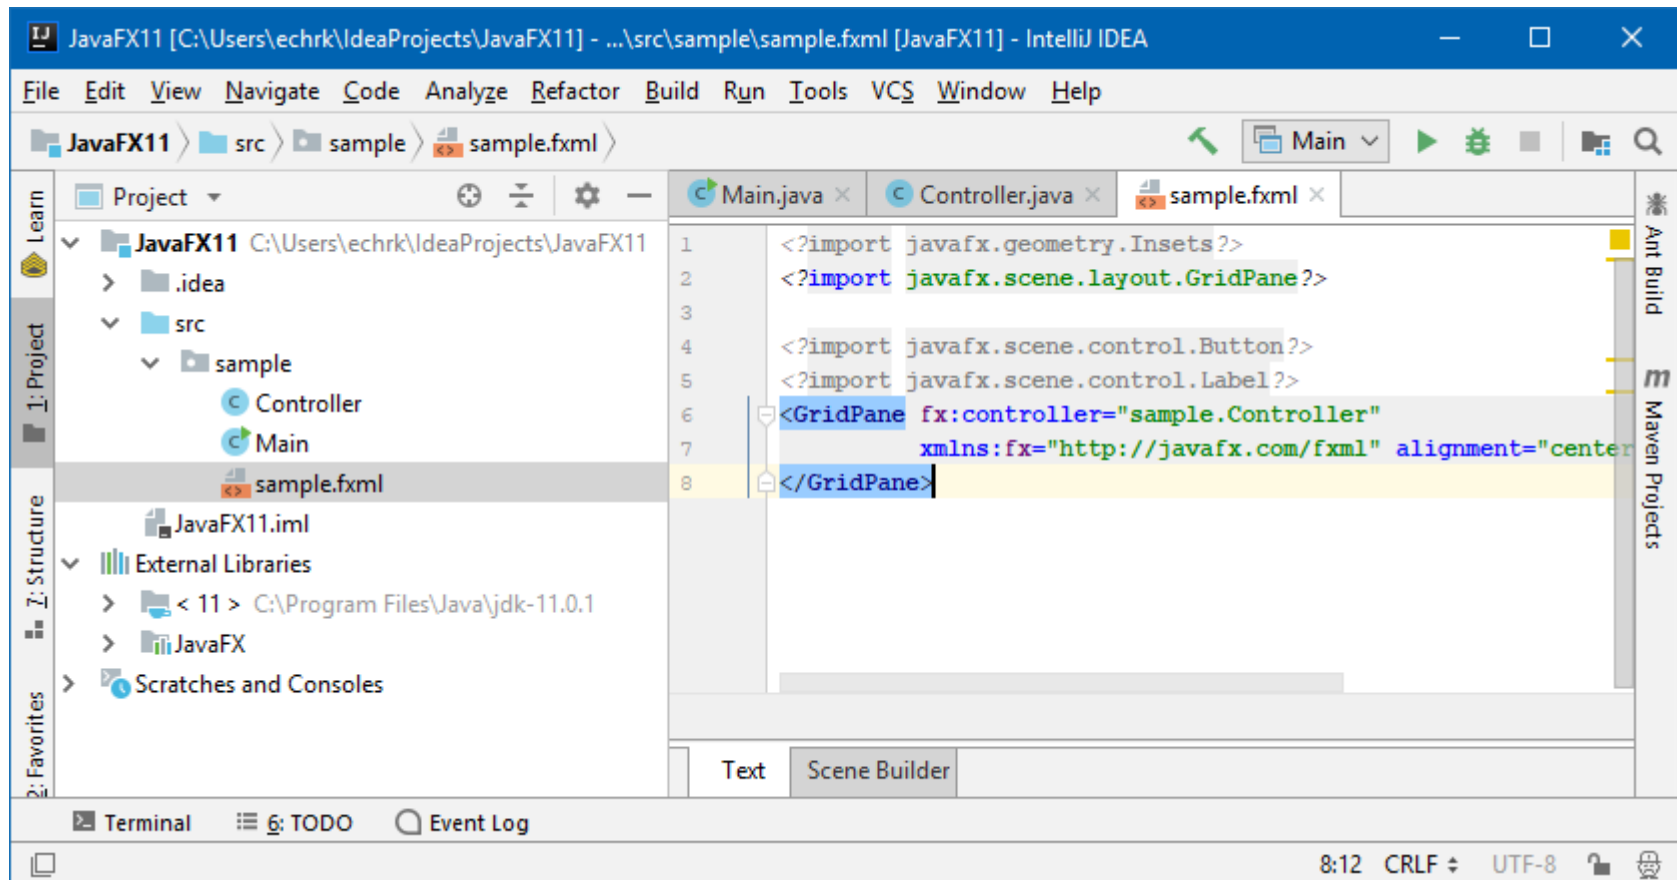 JavaFX11 [C:\Users\echrk\IdeaProjects\JavaFX11] - ...\src\sample\sample.fxml [JavaFX11] - IntelliJ IDEA
File Edit View Navigate Code Analyze Refactor Build Run Tools VCS Window Help
JavaFX11 src sample sample.fxml Main
Learn
1: Project
7: Structure
2: Favorites
Project
JavaFX11 C:\Users\echrk\IdeaProjects\JavaFX11
.idea
src
sample
Controller
Main
sample.fxml
JavaFX11.iml
External Libraries
< 11 > C:\Program Files\Java\jdk-11.0.1
JavaFX
Scratches and Consoles
Main.java Controller.java sample.fxml
1 <?import javafx.geometry.Insets?>
2 <?import javafx.scene.layout.GridPane?>
3
4 <?import javafx.scene.control.Button?>
5 <?import javafx.scene.control.Label?>
6 <GridPane fx:controller="sample.Controller"
7 xmlns:fx="http://javafx.com/fxml" alignment="center
8 </GridPane>
Text Scene Builder
Ant Build
m Maven Projects
Terminal 6: TODO Event Log
8:12 CRLF UTF-8